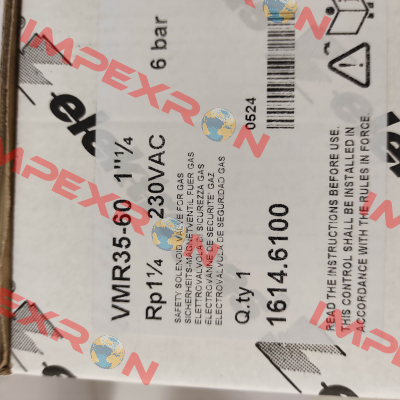 VMR35-60 1"¼
Rp1¼ 230VAC 6 bar
SAFETY SOLENOID VALVE FOR GAS
SICHERHEITS-MAGNETVENTIL FUER GAS
ELETTROVALVOLA DI SICUREZZA GAS
ELECTROVANNE DE SECURITE' GAZ
ELECTROVALVULA DE SEGURIDAD GAS
Q.ty 1 0524
1614.6100
READ THE INSTRUCTIONS BEFORE USE.
THIS CONTROL SHALL BE INSTALLED IN
ACCORDANCE WITH THE RULES IN FORCE
IMPEXRON
IMPEXRON
IMPEXRON